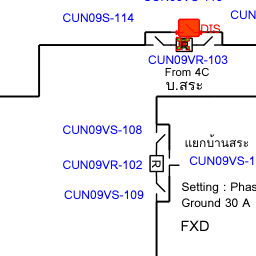 CUN09S-114
CUN
DIS
R
CUN09VR-103
From 4C
บ.สระ
CUN09VS-108
แยกบ้านสระ
R
CUN09VR-102
CUN09VS-1
CUN09VS-109
Setting : Phas
Ground 30 A
FXD